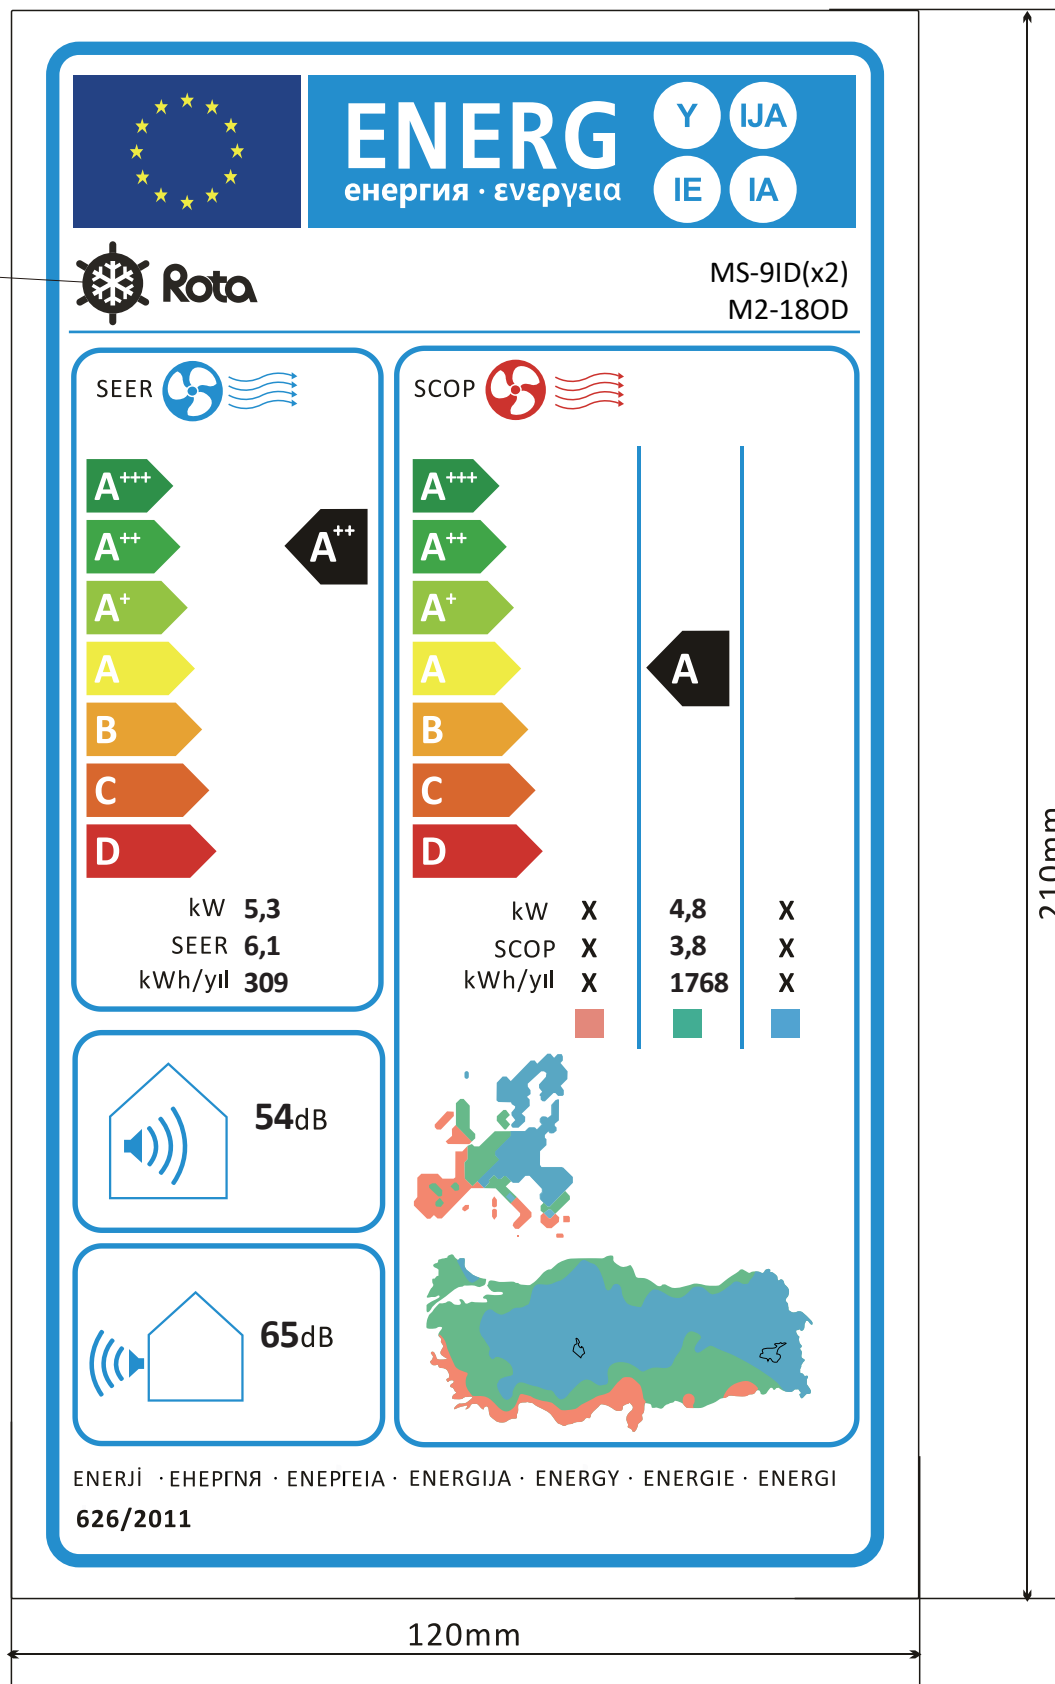 ENERG
енергия · ενεργεια
Y
IJA
IE
IA
Rota
MS-9ID(x2)
M2-18OD
SEER
A+++
A++
A+
A
B
C
D
A++
kW 5,3
SEER 6,1
kWh/yıl 309
SCOP
A+++
A++
A+
A
B
C
D
A
kW X 4,8 X
SCOP X 3,8 X
kWh/yıl X 1768 X
54dB
65dB
ENERJİ · ЕНЕРГNЯ · ΕΝΕΡΓΕΙΑ · ENERGIJA · ENERGY · ENERGIE · ENERGI
626/2011
210mm
120mm